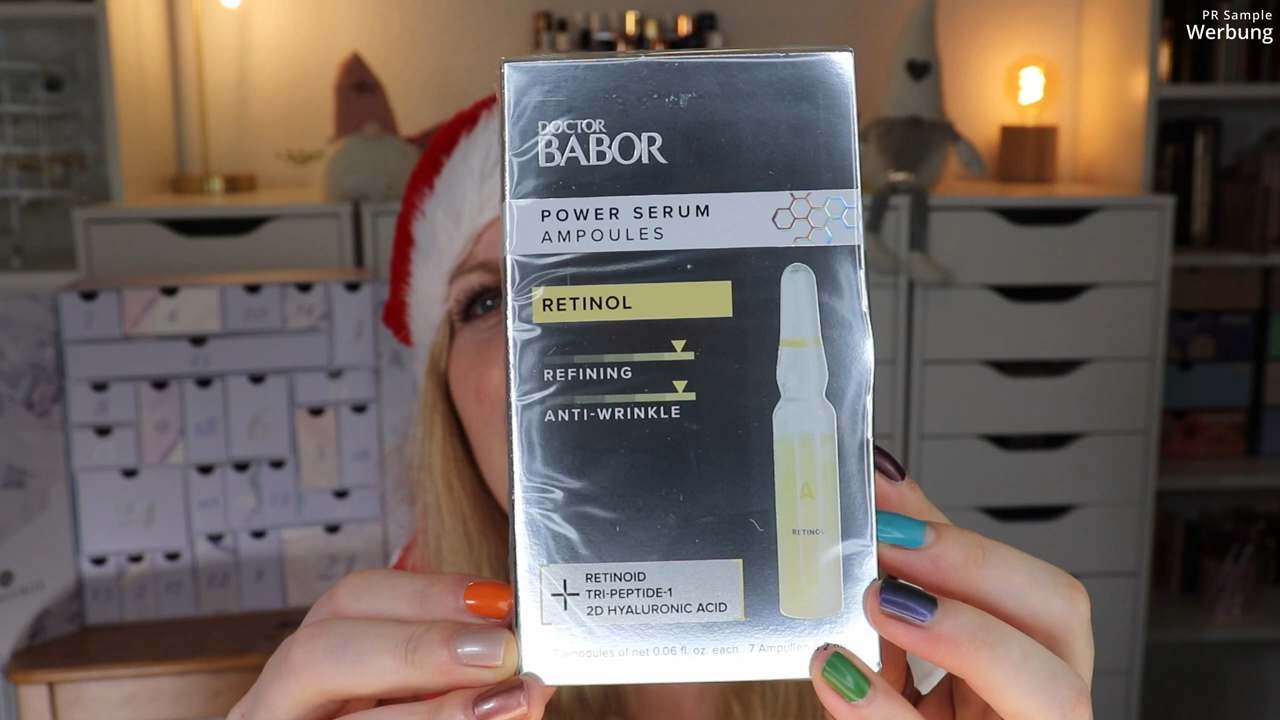 PR Sample
Werbung
DOCTOR
BABOR
POWER SERUM
AMPOULES
RETINOL
REFINING
ANTI-WRINKLE
A
RETINOL
+ RETINOID
TRI-PEPTIDE-1
2D HYALURONIC ACID
7 ampoules of net 0.06 fl. oz. each 7 Ampullen